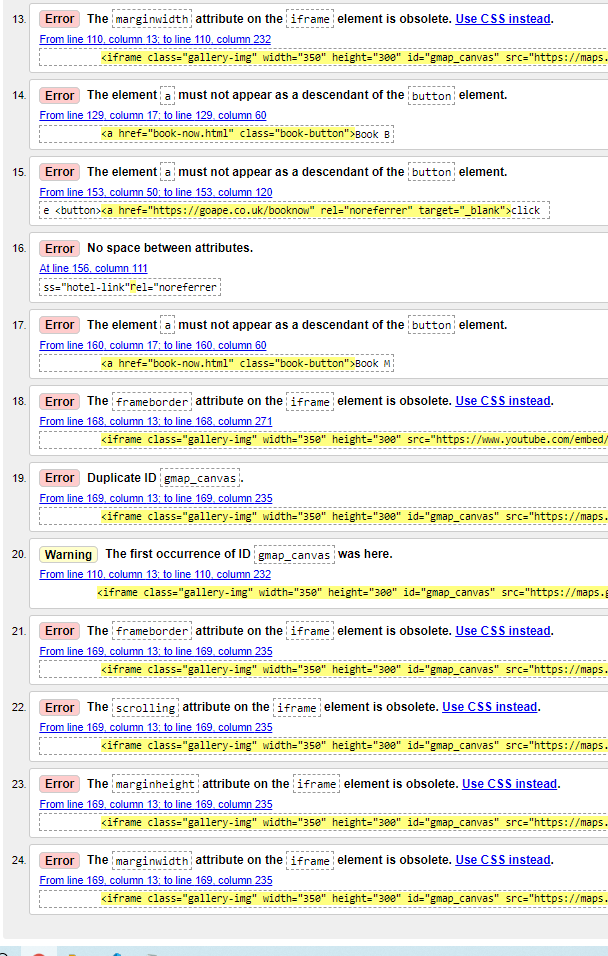 13. Error The marginwidth attribute on the iframe element is obsolete. Use CSS instead.
From line 110, column 13; to line 110, column 232
<iframe class="gallery-img" width="350" height="300" id="gmap_canvas" src="https://maps.
14. Error The element a must not appear as a descendant of the button element.
From line 129, column 17; to line 129, column 60
<a href="book-now.html" class="book-button">Book B
15. Error The element a must not appear as a descendant of the button element.
From line 153, column 50; to line 153, column 120
e <button><a href="https://goape.co.uk/booknow" rel="noreferrer" target="_blank">click
16. Error No space between attributes.
At line 156, column 111
ss="hotel-link"rel="noreferrer
17. Error The element a must not appear as a descendant of the button element.
From line 160, column 17; to line 160, column 60
<a href="book-now.html" class="book-button">Book M
18. Error The frameborder attribute on the iframe element is obsolete. Use CSS instead.
From line 168, column 13; to line 168, column 271
<iframe class="gallery-img" width="350" height="300" src="https://www.youtube.com/embed/
19. Error Duplicate ID gmap_canvas.
From line 169, column 13; to line 169, column 235
<iframe class="gallery-img" width="350" height="300" id="gmap_canvas" src="https://maps.
20. Warning The first occurrence of ID gmap_canvas was here.
From line 110, column 13; to line 110, column 232
<iframe class="gallery-img" width="350" height="300" id="gmap_canvas" src="https://maps.g
21. Error The frameborder attribute on the iframe element is obsolete. Use CSS instead.
From line 169, column 13; to line 169, column 235
<iframe class="gallery-img" width="350" height="300" id="gmap_canvas" src="https://maps.
22. Error The scrolling attribute on the iframe element is obsolete. Use CSS instead.
From line 169, column 13; to line 169, column 235
<iframe class="gallery-img" width="350" height="300" id="gmap_canvas" src="https://maps.
23. Error The marginheight attribute on the iframe element is obsolete. Use CSS instead.
From line 169, column 13; to line 169, column 235
<iframe class="gallery-img" width="350" height="300" id="gmap_canvas" src="https://maps.
24. Error The marginwidth attribute on the iframe element is obsolete. Use CSS instead.
From line 169, column 13; to line 169, column 235
<iframe class="gallery-img" width="350" height="300" id="gmap_canvas" src="https://maps.